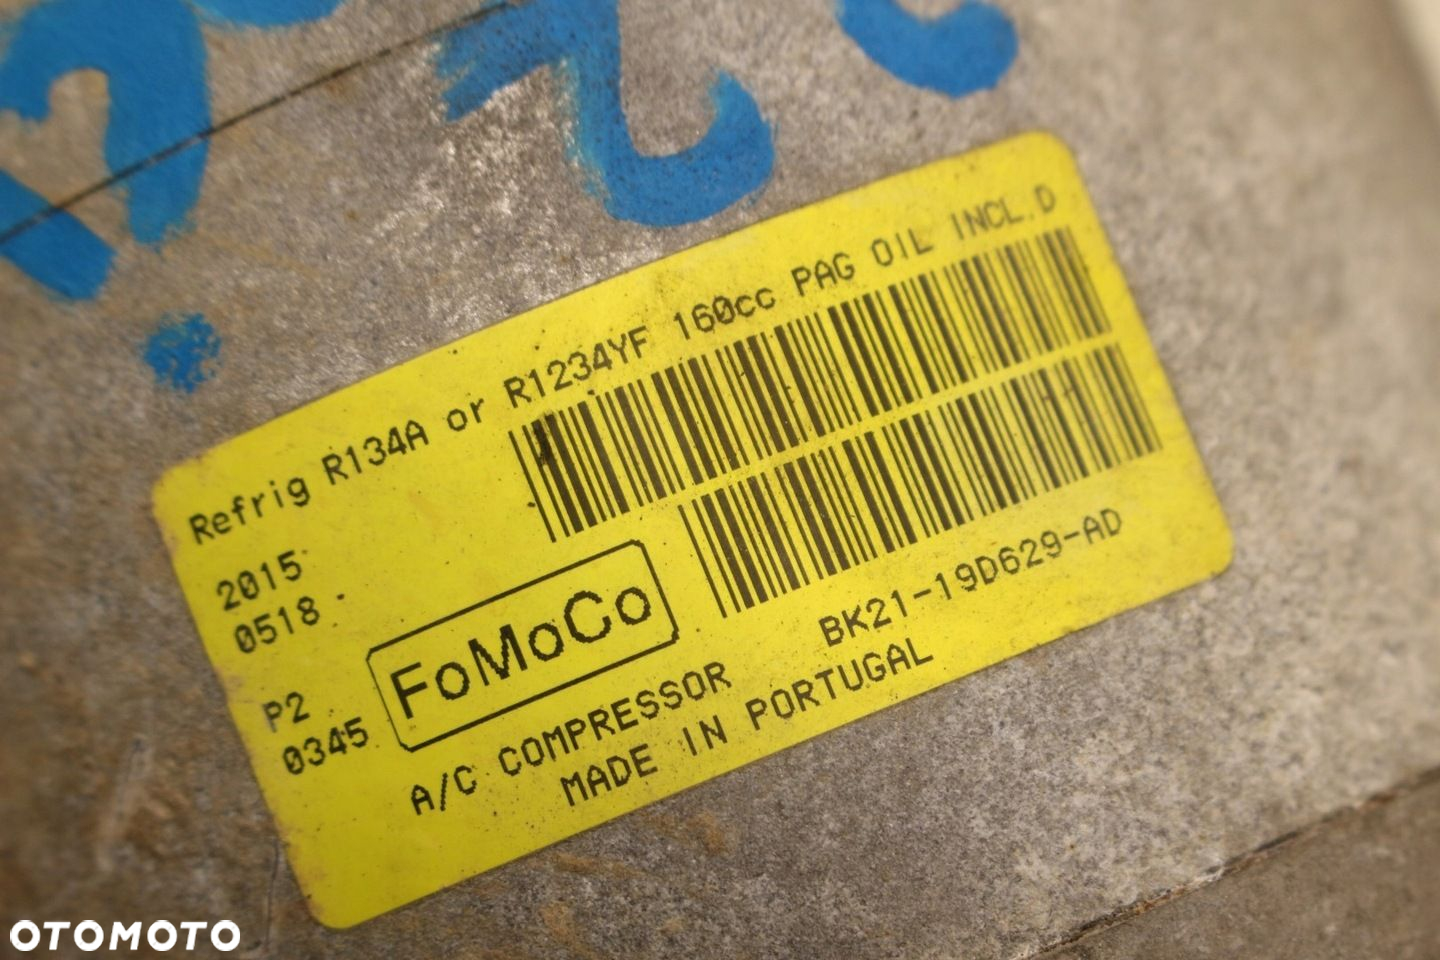 Refrig R134A or R1234YF 160cc PAG OIL INCL. D
2015
0518
P2
0345
FoMoCo
A/C COMPRESSOR BK21-19D629-AD
MADE IN PORTUGAL
OTOMOTO